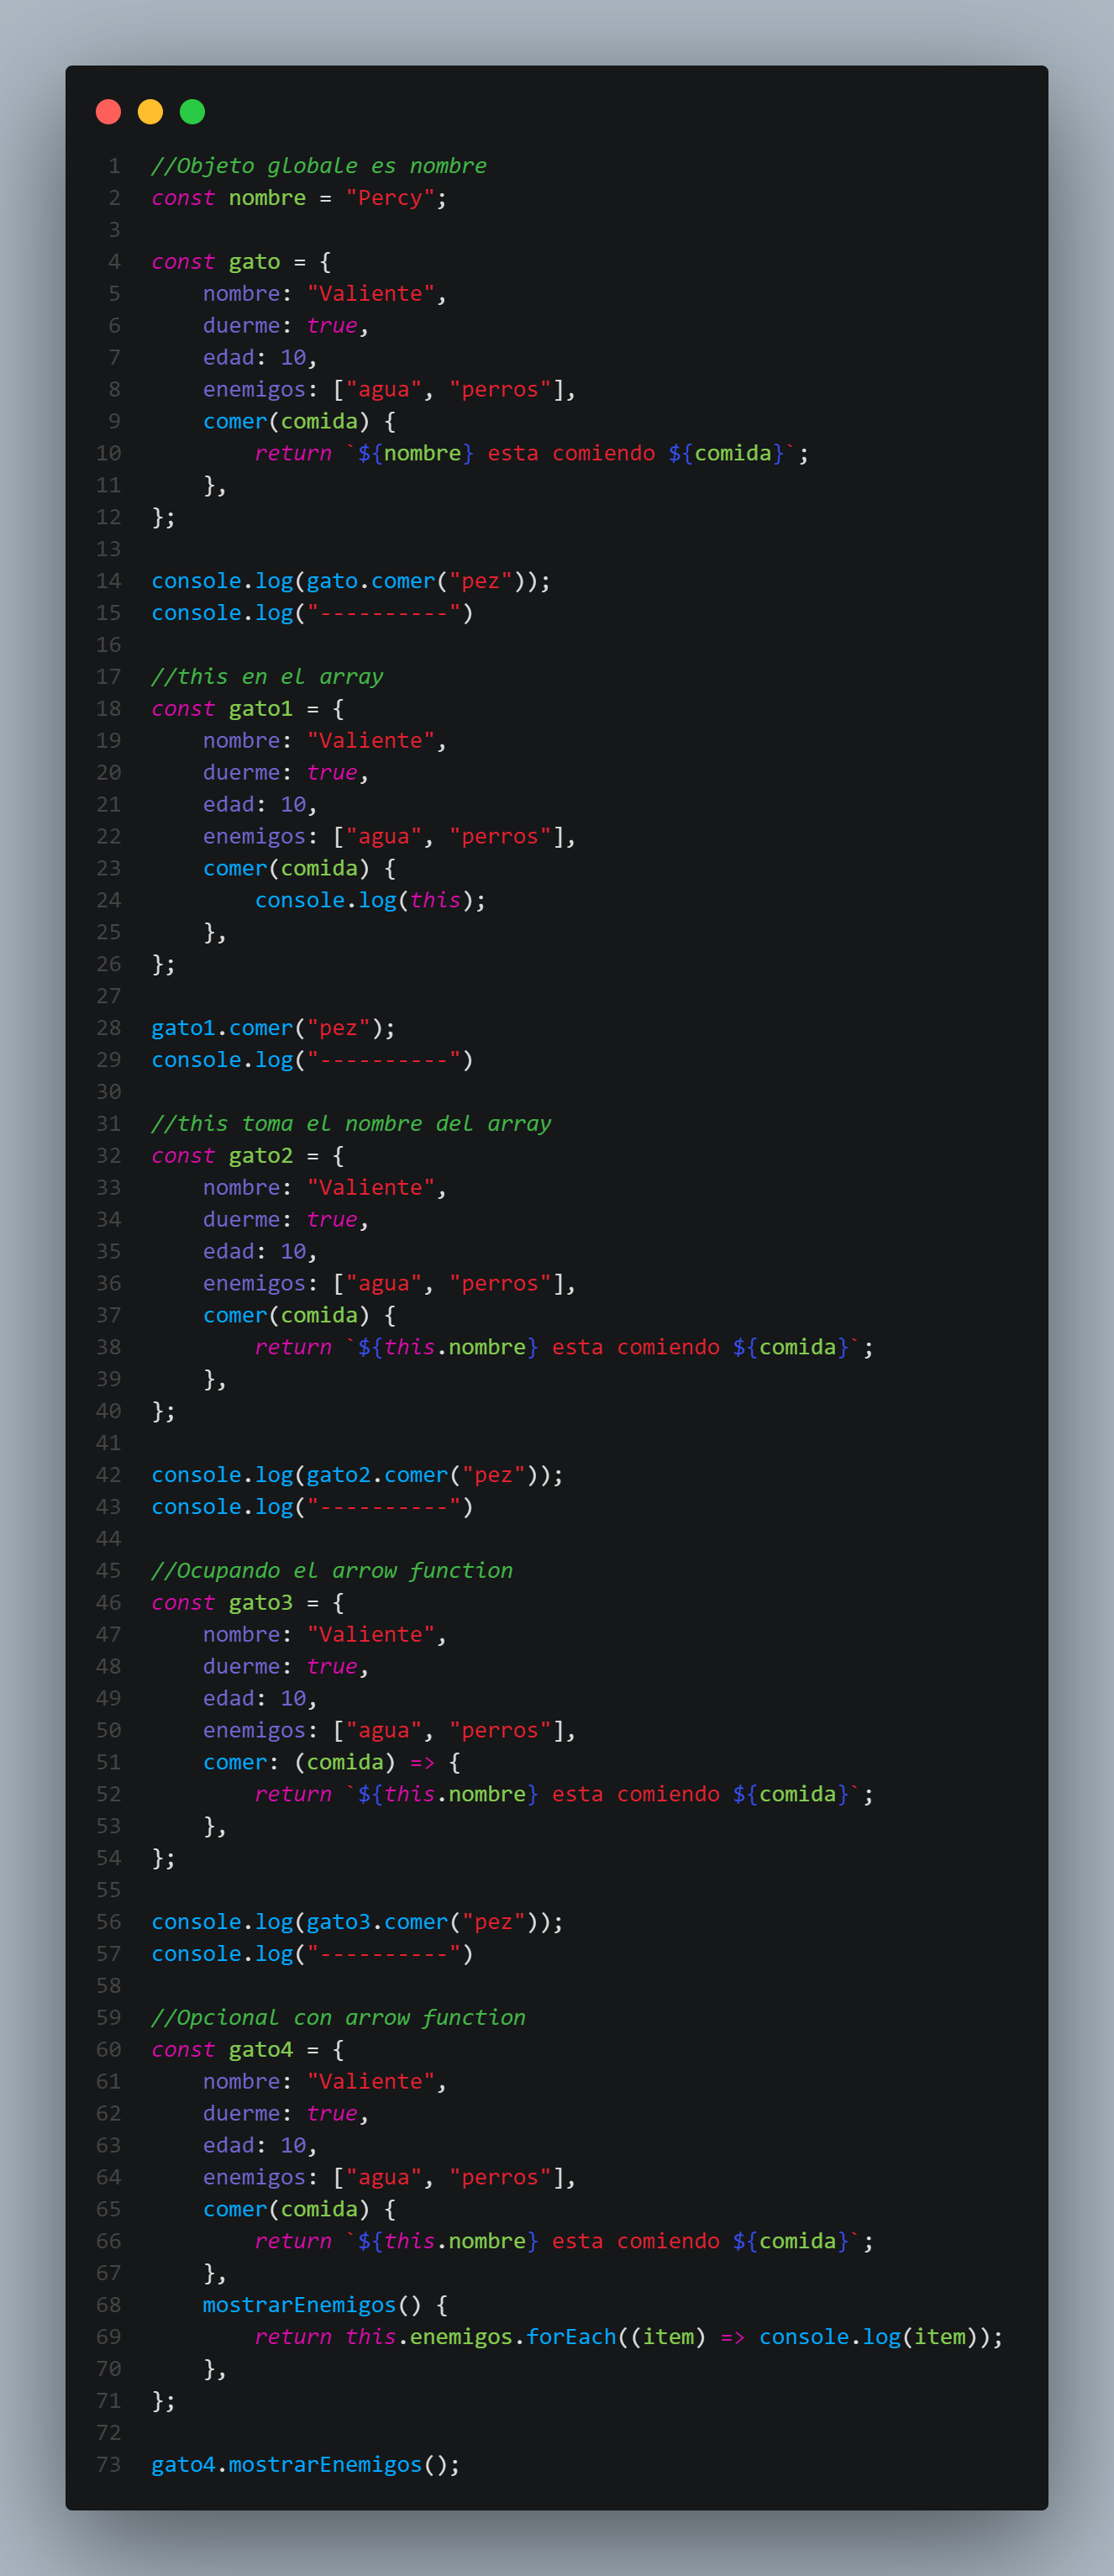 1 //Objeto globale es nombre
2 const nombre = "Percy";
3
4 const gato = {
5     nombre: "Valiente",
6     duerme: true,
7     edad: 10,
8     enemigos: ["agua", "perros"],
9     comer(comida) {
10         return `${nombre} esta comiendo ${comida}`;
11     },
12 };
13
14 console.log(gato.comer("pez"));
15 console.log("----------")
16
17 //this en el array
18 const gato1 = {
19     nombre: "Valiente",
20     duerme: true,
21     edad: 10,
22     enemigos: ["agua", "perros"],
23     comer(comida) {
24         console.log(this);
25     },
26 };
27
28 gato1.comer("pez");
29 console.log("----------")
30
31 //this toma el nombre del array
32 const gato2 = {
33     nombre: "Valiente",
34     duerme: true,
35     edad: 10,
36     enemigos: ["agua", "perros"],
37     comer(comida) {
38         return `${this.nombre} esta comiendo ${comida}`;
39     },
40 };
41
42 console.log(gato2.comer("pez"));
43 console.log("----------")
44
45 //Ocupando el arrow function
46 const gato3 = {
47     nombre: "Valiente",
48     duerme: true,
49     edad: 10,
50     enemigos: ["agua", "perros"],
51     comer: (comida) => {
52         return `${this.nombre} esta comiendo ${comida}`;
53     },
54 };
55
56 console.log(gato3.comer("pez"));
57 console.log("----------")
58
59 //Opcional con arrow function
60 const gato4 = {
61     nombre: "Valiente",
62     duerme: true,
63     edad: 10,
64     enemigos: ["agua", "perros"],
65     comer(comida) {
66         return `${this.nombre} esta comiendo ${comida}`;
67     },
68     mostrarEnemigos() {
69         return this.enemigos.forEach((item) => console.log(item));
70     },
71 };
72
73 gato4.mostrarEnemigos();